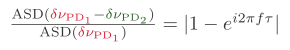 ASD(δν_PD₁−δν_PD₂) / ASD(δν_PD₁) = |1 − e^{i2πfτ}|